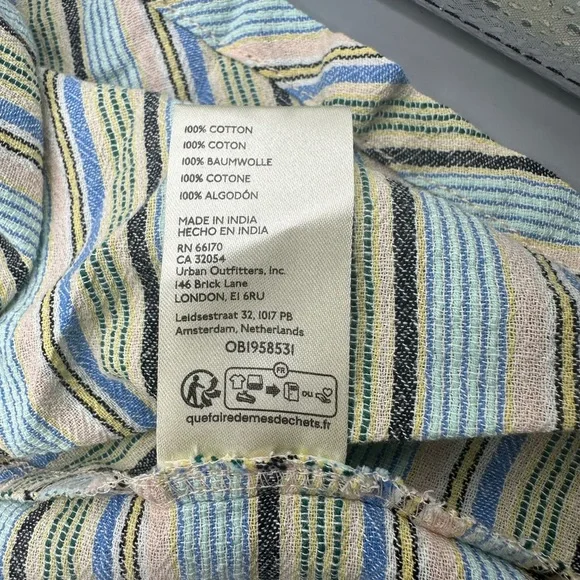 100% COTTON
100% COTON
100% BAUMWOLLE
100% COTONE
100% ALGODÓN
MADE IN INDIA
HECHO EN INDIA
RN 66170
CA 32054
Urban Outfitters, Inc.
146 Brick Lane
LONDON, E1 6RU
Leidsestraat 32, 1017 PB
Amsterdam, Netherlands
OB1958531
FR
OU
quefairedemesdechets.fr